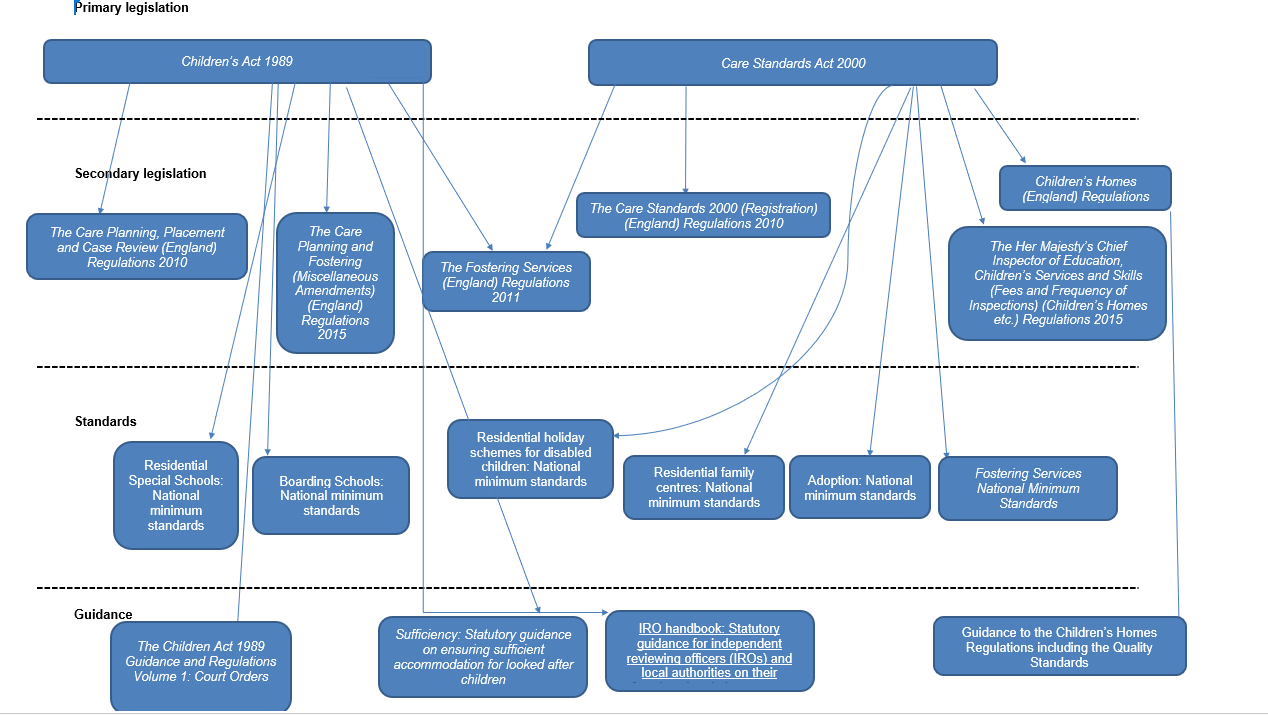 Primary legislation
Children's Act 1989
Care Standards Act 2000
Secondary legislation
Children's Homes
(England) Regulations
The Care Planning, Placement
and Case Review (England)
Regulations 2010
The Care
Planning and
Fostering
(Miscellaneous
Amendments)
(England)
Regulations
2015
The Fostering Services
(England) Regulations
2011
The Care Standards 2000 (Registration)
(England) Regulations 2010
The Her Majesty's Chief
Inspector of Education,
Children's Services and Skills
(Fees and Frequency of
Inspections) (Children's Homes
etc.) Regulations 2015
Standards
Residential
Special Schools:
National
minimum
standards
Boarding Schools:
National minimum
standards
Residential holiday
schemes for disabled
children: National
minimum standards
Residential family
centres: National
minimum standards
Adoption: National
minimum standards
Fostering Services
National Minimum
Standards
Guidance
The Children Act 1989
Guidance and Regulations
Volume 1: Court Orders
Sufficiency: Statutory guidance
on ensuring sufficient
accommodation for looked after
children
IRO handbook: Statutory
guidance for independent
reviewing officers (IROs) and
local authorities on their
Guidance to the Children's Homes
Regulations including the Quality
Standards